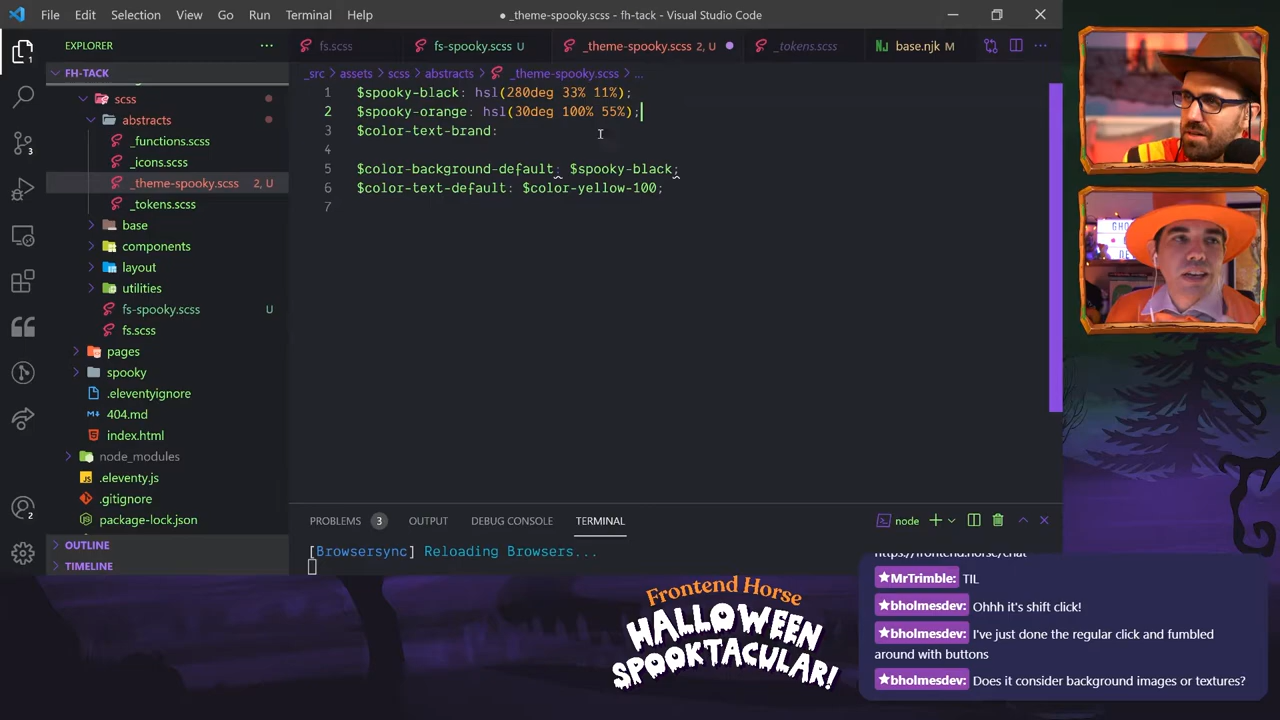 File Edit Selection View Go Run Terminal Help
● _theme-spooky.scss - fh-tack - Visual Studio Code
EXPLORER
fs.scss
fs-spooky.scss U
_theme-spooky.scss 2, U ●
_tokens.scss
base.njk M
FH-TACK
_src > assets > scss > abstracts > _theme-spooky.scss > ...
scss
abstracts
_functions.scss
_icons.scss
_theme-spooky.scss 2, U
_tokens.scss
base
components
layout
utilities
fs-spooky.scss U
fs.scss
pages
spooky
.eleventyignore
404.md
index.html
node_modules
.eleventy.js
.gitignore
package-lock.json
OUTLINE
TIMELINE
3
2
1 $spooky-black: hsl(280deg 33% 11%);
2 $spooky-orange: hsl(30deg 100% 55%);
3 $color-text-brand:
4
5 $color-background-default: $spooky-black;
6 $color-text-default: $color-yellow-100;
7
PROBLEMS 3 OUTPUT DEBUG CONSOLE TERMINAL
node
[Browsersync] Reloading Browsers...
Frontend Horse
HALLOWEEN
SPOOKTACULAR!
https://frontend.horse/chat
MrTrimble: TIL
bholmesdev: Ohhh it's shift click!
bholmesdev: I've just done the regular click and fumbled
around with buttons
bholmesdev: Does it consider background images or textures?